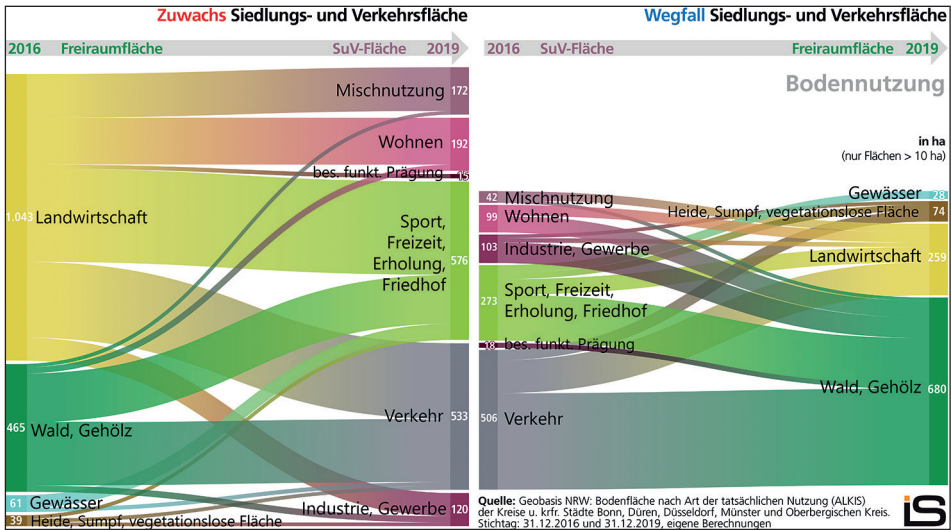 Zuwachs Siedlungs- und Verkehrsfläche
2016 Freiraumfläche SuV-Fläche 2019
Mischnutzung 172
Wohnen 192
bes. funkt. Prägung 15
1.043 Landwirtschaft
Sport,
Freizeit,
Erholung,
Friedhof
576
Verkehr 533
465 Wald, Gehölz
61 Gewässer
39 Heide, Sumpf, vegetationslose Fläche
Industrie, Gewerbe 120
Wegfall Siedlungs- und Verkehrsfläche
2016 SuV-Fläche Freiraumfläche 2019
Bodennutzung
in ha
(nur Flächen > 10 ha)
42 Mischnutzung
99 Wohnen
103 Industrie, Gewerbe
273 Sport, Freizeit,
Erholung, Friedhof
18 bes. funkt. Prägung
506 Verkehr
Gewässer 28
Heide, Sumpf, vegetationslose Fläche 74
Landwirtschaft 259
Wald, Gehölz 680
Quelle: Geobasis NRW: Bodenfläche nach Art der tatsächlichen Nutzung (ALKIS)
der Kreise u. krfr. Städte Bonn, Düren, Düsseldorf, Münster und Oberbergischen Kreis.
Stichtag: 31.12.2016 und 31.12.2019, eigene Berechnungen
is